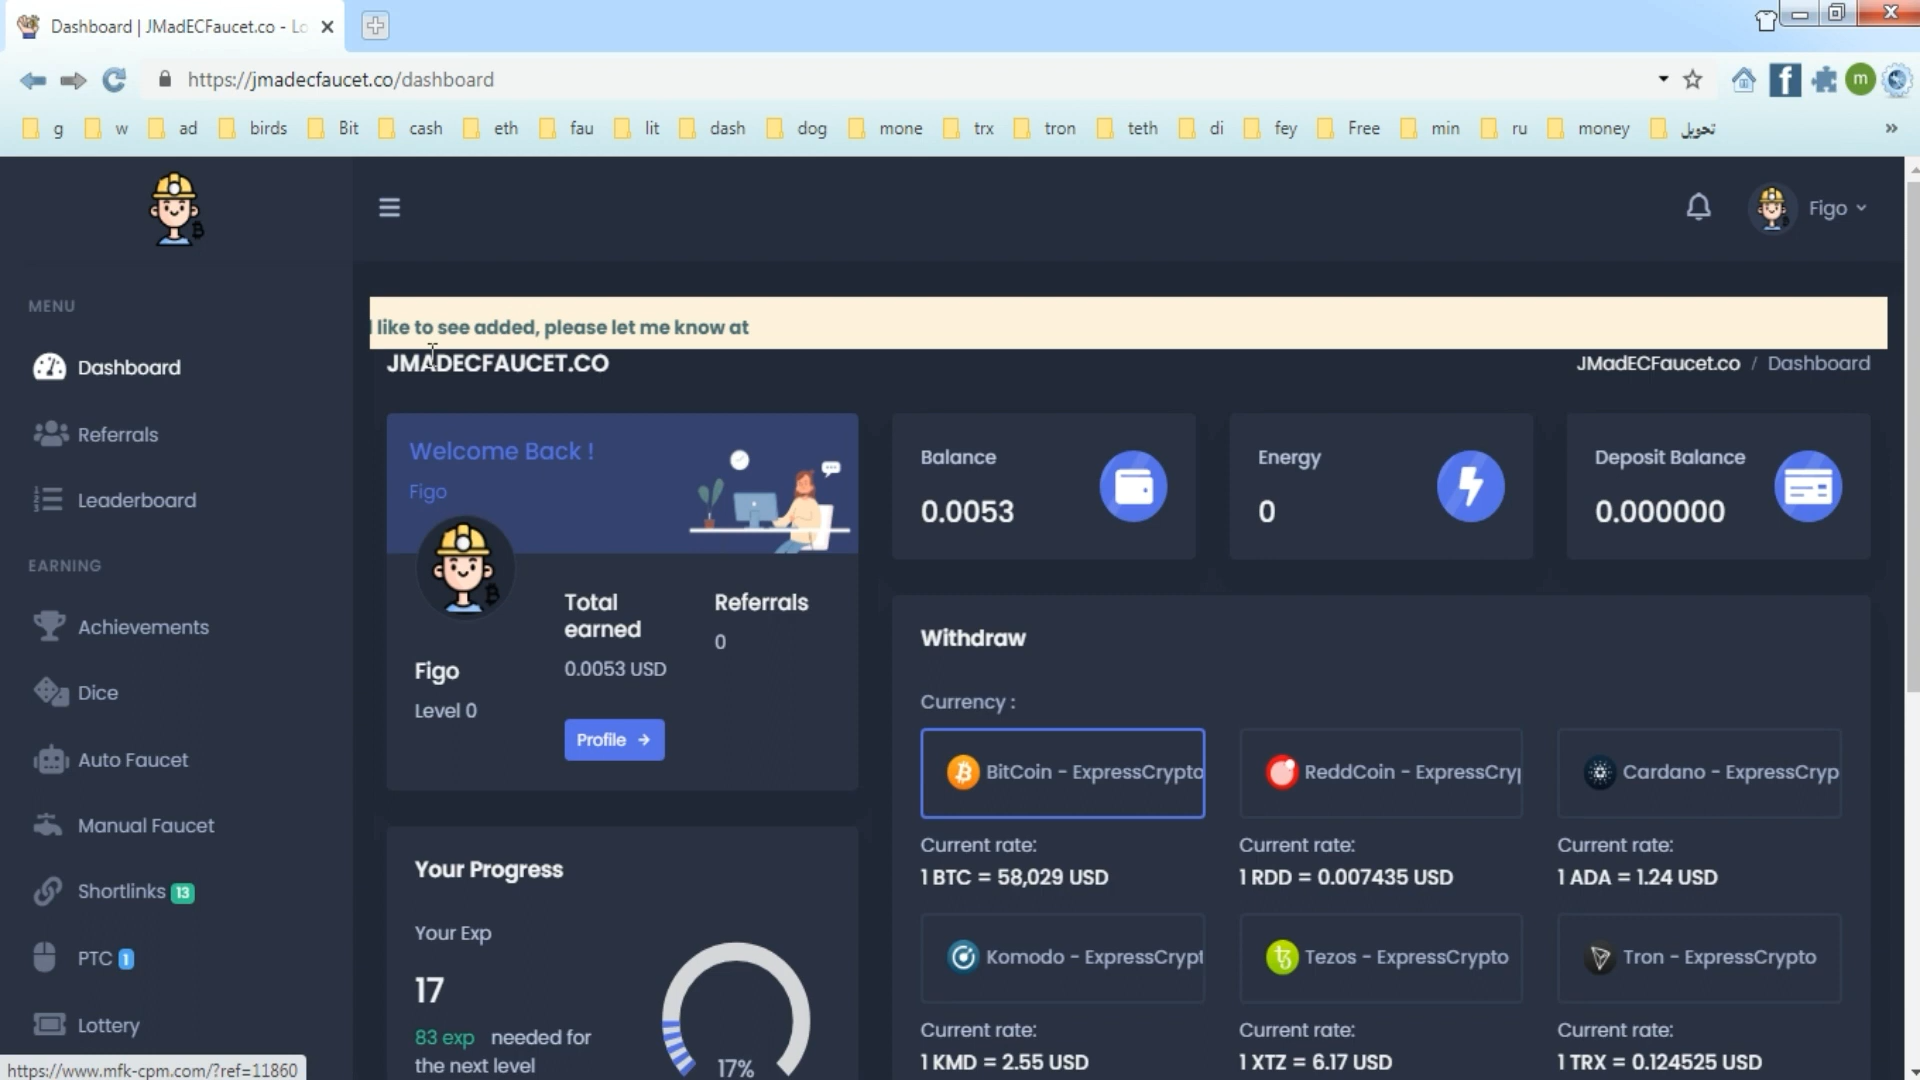 Dashboard | JMadECFaucet.co - Lo
https://jmadecfaucet.co/dashboard
m
g w ad birds Bit cash eth fau lit dash dog mone trx tron teth di fey Free min ru money تحويل »
Figo
MENU
Dashboard
Referrals
Leaderboard
EARNING
Achievements
Dice
Auto Faucet
Manual Faucet
Shortlinks 13
PTC 1
Lottery
https://www.mfk-cpm.com/?ref=11860
like to see added, please let me know at
JMADECFAUCET.CO
JMadECFaucet.co / Dashboard
Welcome Back !
Figo
Figo
Level 0
Total earned
0.0053 USD
Referrals
0
Profile →
Balance
0.0053
Energy
0
Deposit Balance
0.000000
Your Progress
Your Exp
17
83 exp needed for
the next level
17%
Withdraw
Currency :
BitCoin - ExpressCrypto
Current rate:
1 BTC = 58,029 USD
ReddCoin - ExpressCryp
Current rate:
1 RDD = 0.007435 USD
Cardano - ExpressCryp
Current rate:
1 ADA = 1.24 USD
Komodo - ExpressCrypt
Current rate:
1 KMD = 2.55 USD
Tezos - ExpressCrypto
Current rate:
1 XTZ = 6.17 USD
Tron - ExpressCrypto
Current rate:
1 TRX = 0.124525 USD